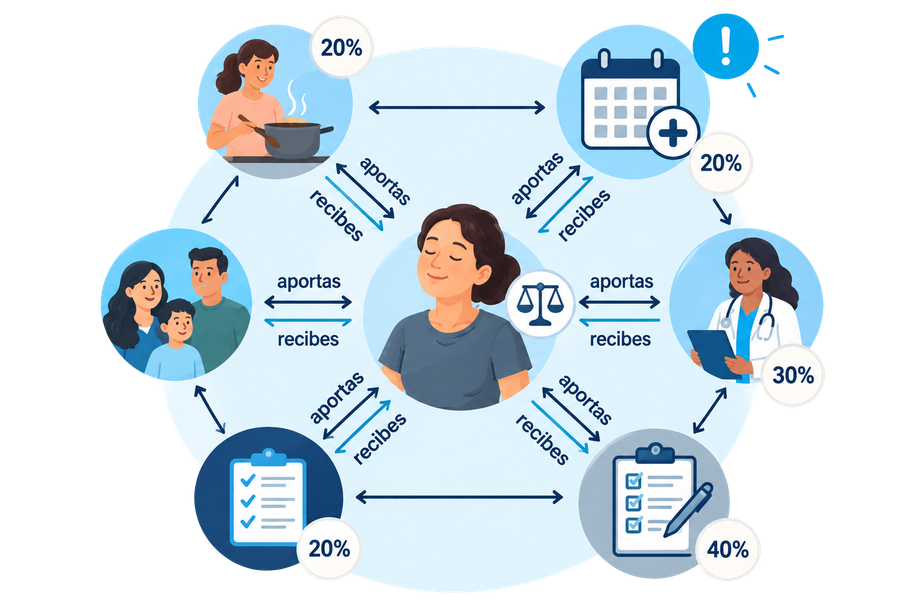 20%
!
20%
aportas
recibes
aportas
recibes
aportas
recibes
aportas
recibes
30%
aportas
recibes
aportas
recibes
20%
40%